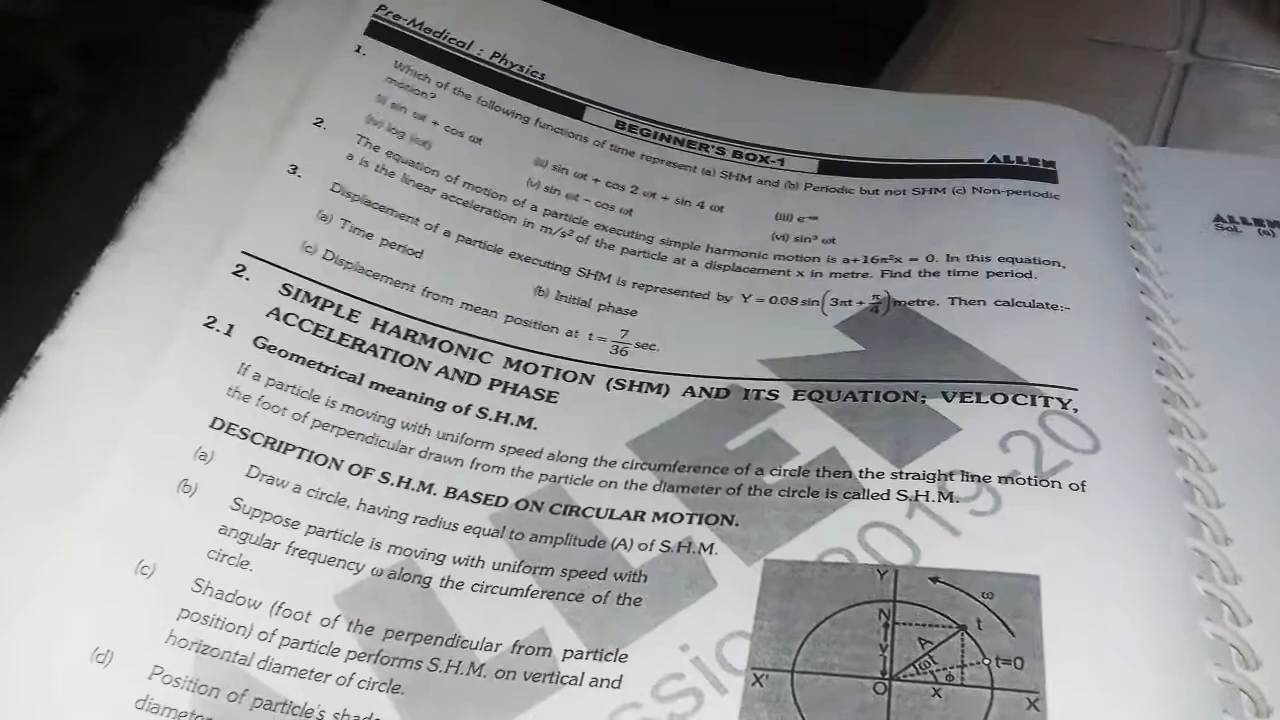 Pre-Medical : Physics
ALLEN
BEGINNER'S BOX-1
1. Which of the following functions of time represent (a) SHM and (b) Periodic but not SHM (c) Non-periodic
motion?
(i) sin ωt + cos ωt (ii) sin ωt + cos 2 ωt + sin 4 ωt (iii) e
(iv) log (ωt) (v) sin ωt – cos ωt (vi) sin³ ωt
2. The equation of motion of a particle executing simple harmonic motion is a+16π²x = 0. In this equation,
a is the linear acceleration in m/s² of the particle at a displacement x in metre. Find the time period.
3. Displacement of a particle executing SHM is represented by Y = 0.08 sin(3πt + π/4) metre. Then calculate:-
(a) Time period (b) Initial phase
(c) Displacement from mean position at t = 7/36 sec.
2. SIMPLE HARMONIC MOTION (SHM) AND ITS EQUATION; VELOCITY,
ACCELERATION AND PHASE
2.1 Geometrical meaning of S.H.M.
If a particle is moving with uniform speed along the circumference of a circle then the straight line motion of
the foot of perpendicular drawn from the particle on the diameter of the circle is called S.H.M.
DESCRIPTION OF S.H.M. BASED ON CIRCULAR MOTION.
(a) Draw a circle, having radius equal to amplitude (A) of S.H.M.
(b) Suppose particle is moving with uniform speed with
angular frequency ω along the circumference of the
circle.
(c) Shadow (foot of the perpendicular from particle
position) of particle performs S.H.M. on vertical and
horizontal diameter of circle.
(d) Position of particle's
Y
ω
N
t
A
y
ωt
ϕ
t=0
X'
O
x
X
2019-20
ALLEN
Sol. (a)